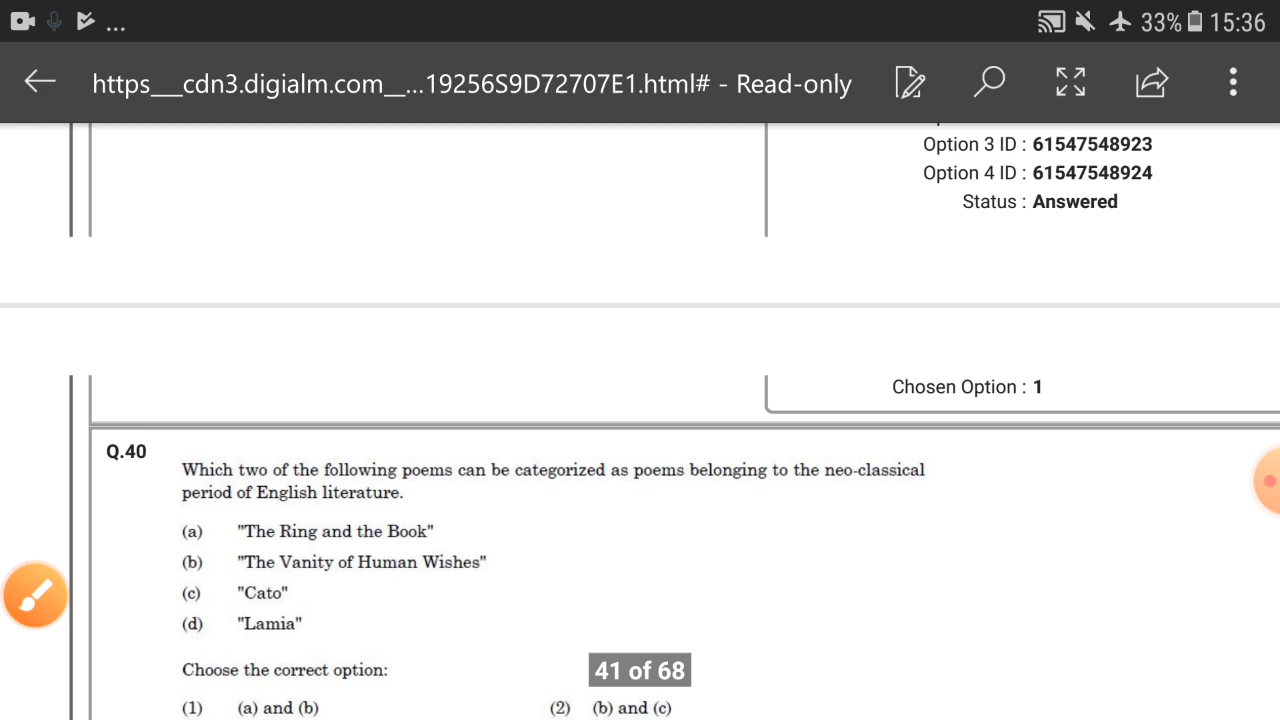 ...
33% 15:36
https___cdn3.digialm.com__...19256S9D72707E1.html# - Read-only
Option 3 ID : 61547548923
Option 4 ID : 61547548924
Status : Answered
Chosen Option : 1
Q.40
Which two of the following poems can be categorized as poems belonging to the neo-classical
period of English literature.
(a) "The Ring and the Book"
(b) "The Vanity of Human Wishes"
(c) "Cato"
(d) "Lamia"
Choose the correct option:
41 of 68
(1) (a) and (b) (2) (b) and (c)